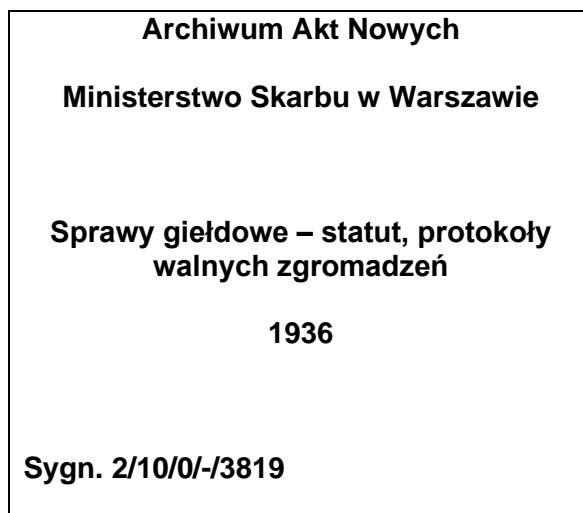 Archiwum Akt Nowych
Ministerstwo Skarbu w Warszawie
Sprawy giełdowe – statut, protokoły
walnych zgromadzeń
1936
Sygn. 2/10/0/-/3819